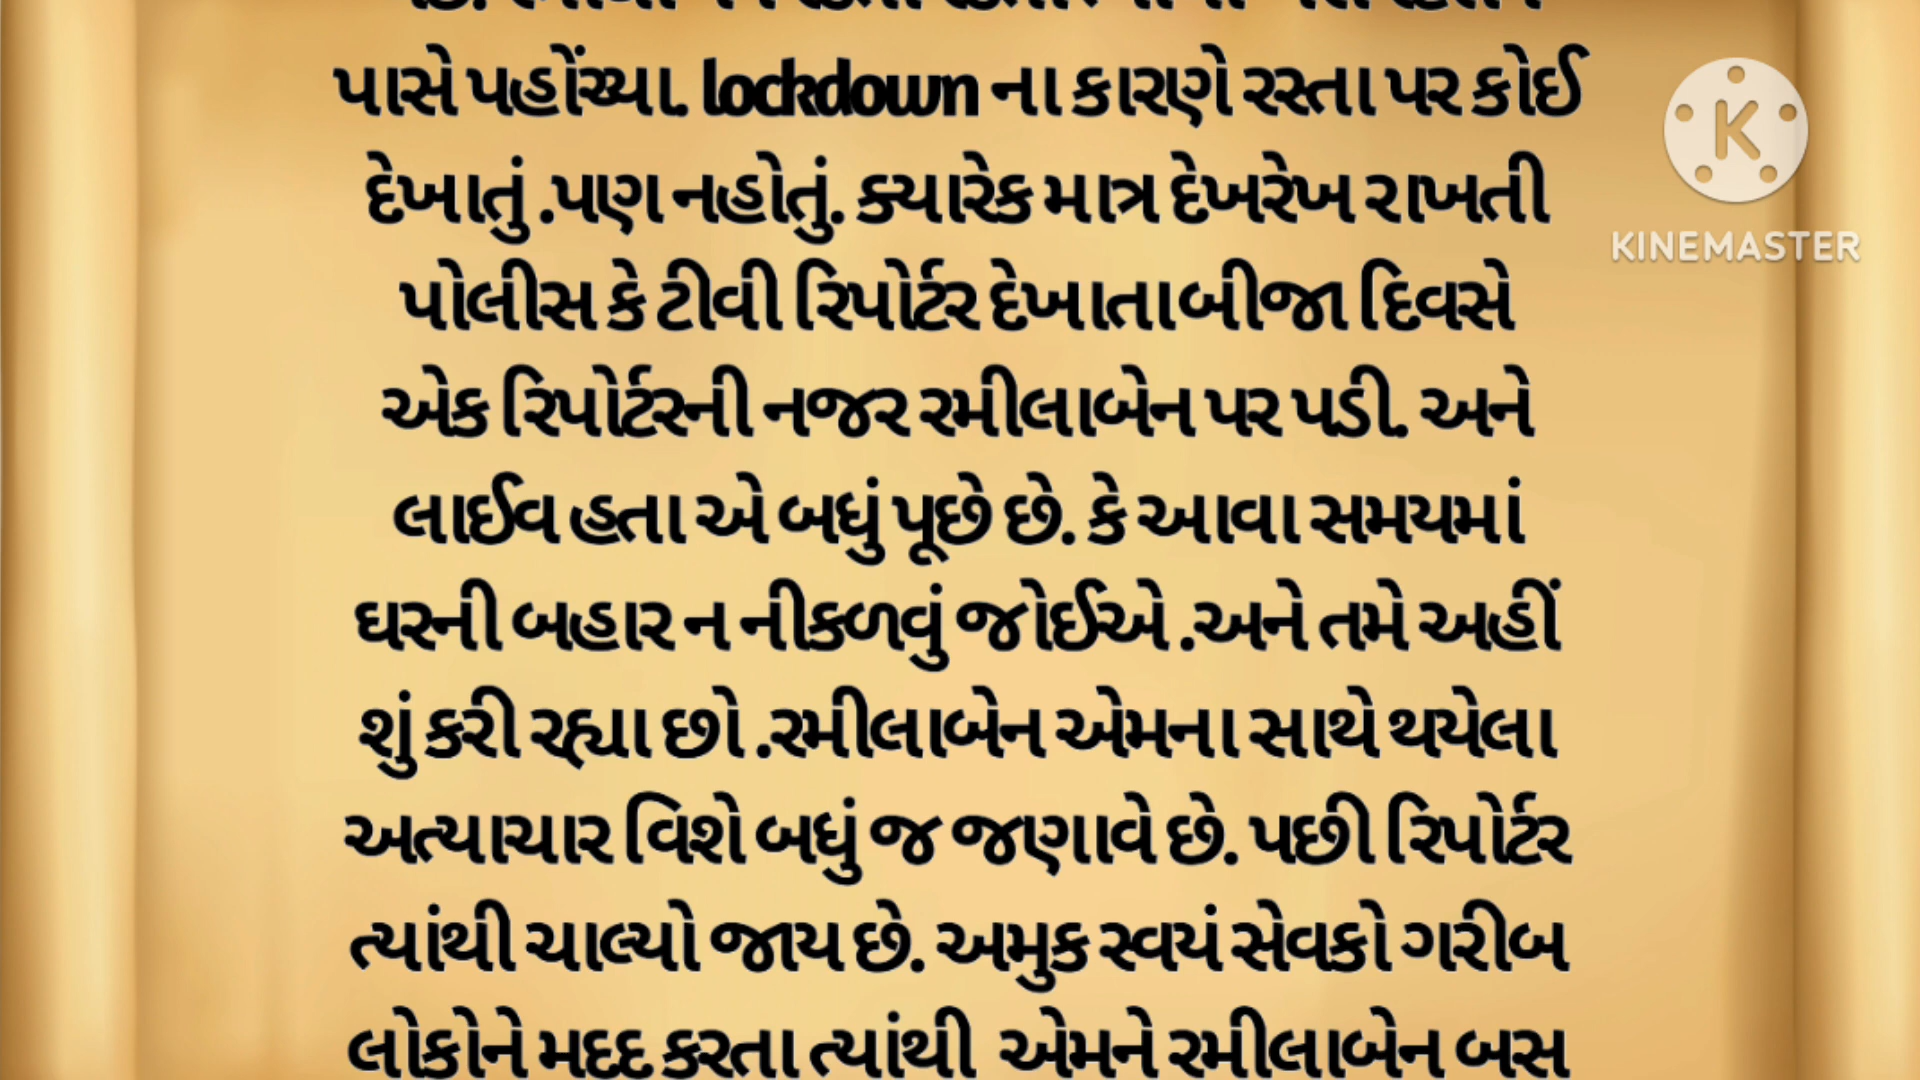 પાસે પહોંચ્યા. lockdown ના કારણે રસ્તા પર કોઈ
દેખાતું .પણ નહોતું. ક્યારેક માત્ર દેખરેખ રાખતી
પોલીસ કે ટીવી રિપોર્ટર દેખાતા બીજા દિવસે
એક રિપોર્ટરની નજર રમીલાબેન પર પડી. અને
લાઈવ હતા એ બધું પૂછે છે. કે આવા સમયમાં
ઘરની બહાર ન નીકળવું જોઈએ .અને તમે અહીં
શું કરી રહ્યા છો .રમીલાબેન એમના સાથે થયેલા
અત્યાચાર વિશે બધું જ જણાવે છે. પછી રિપોર્ટર
ત્યાંથી ચાલ્યો જાય છે. અમુક સ્વયં સેવકો ગરીબ
લોકોને મદદ કરતા ત્યાંથી એમને રમીલાબેન બસ
K
KINEMASTER